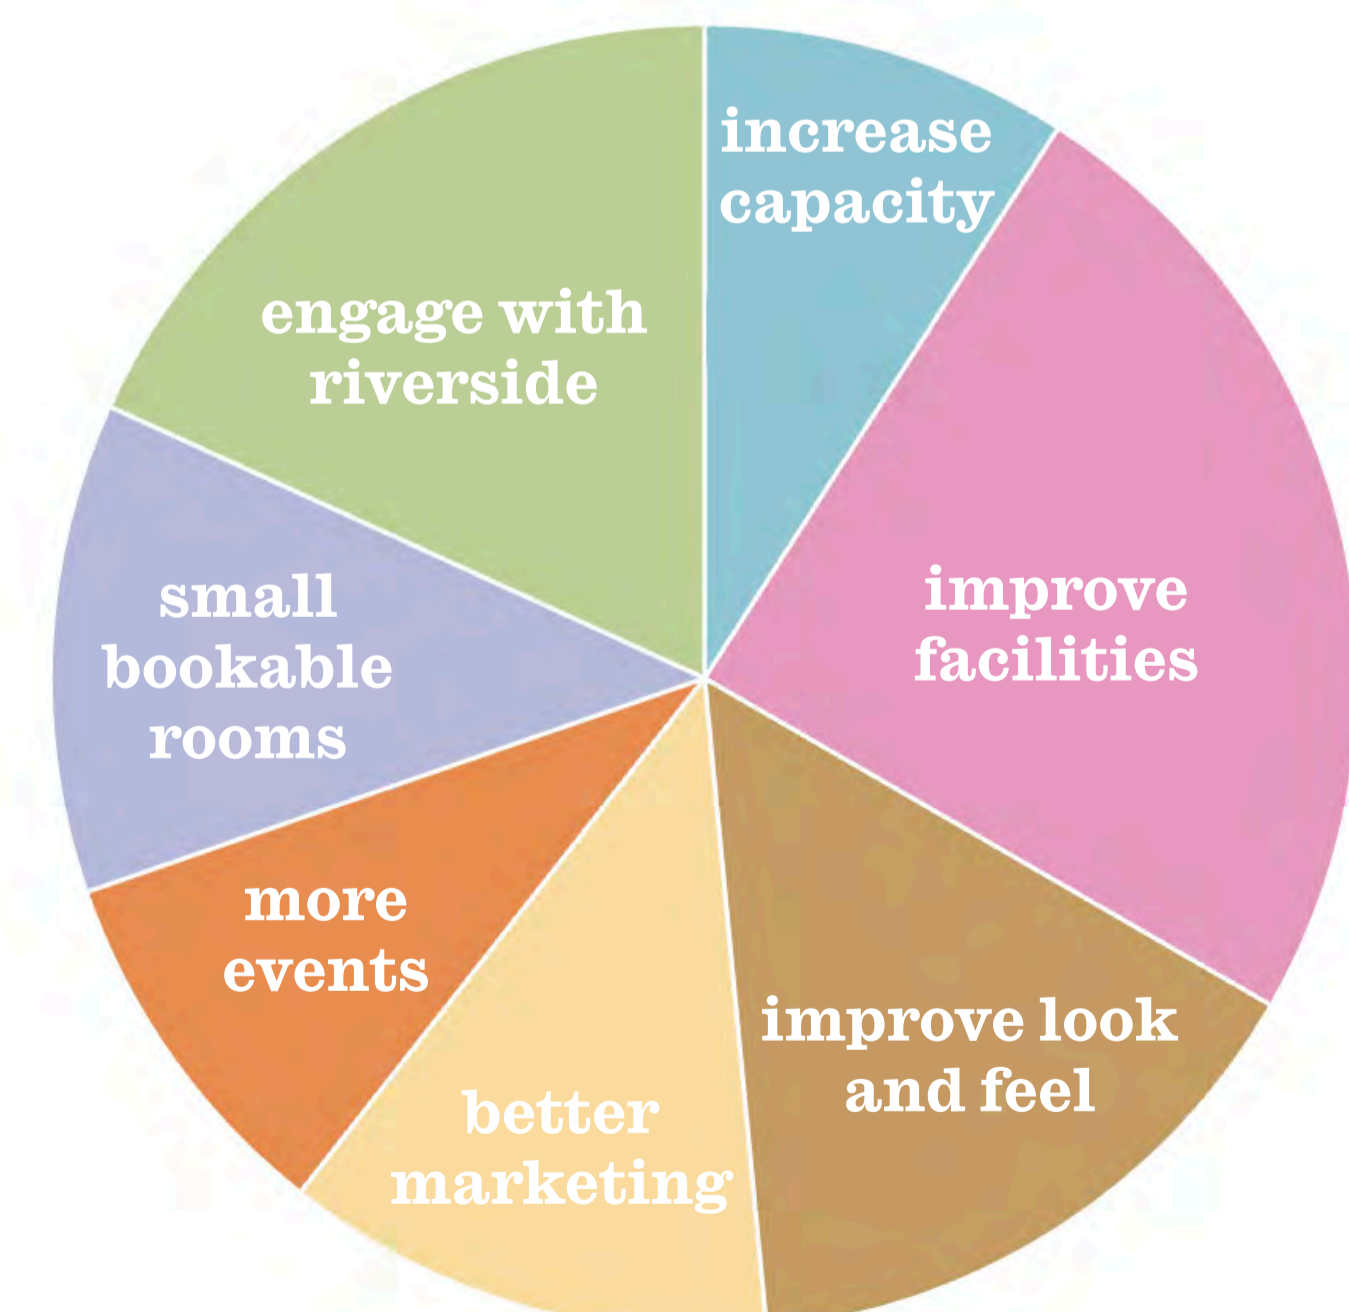 increase
capacity
improve
facilities
improve look
and feel
better
marketing
more
events
small
bookable
rooms
engage with
riverside